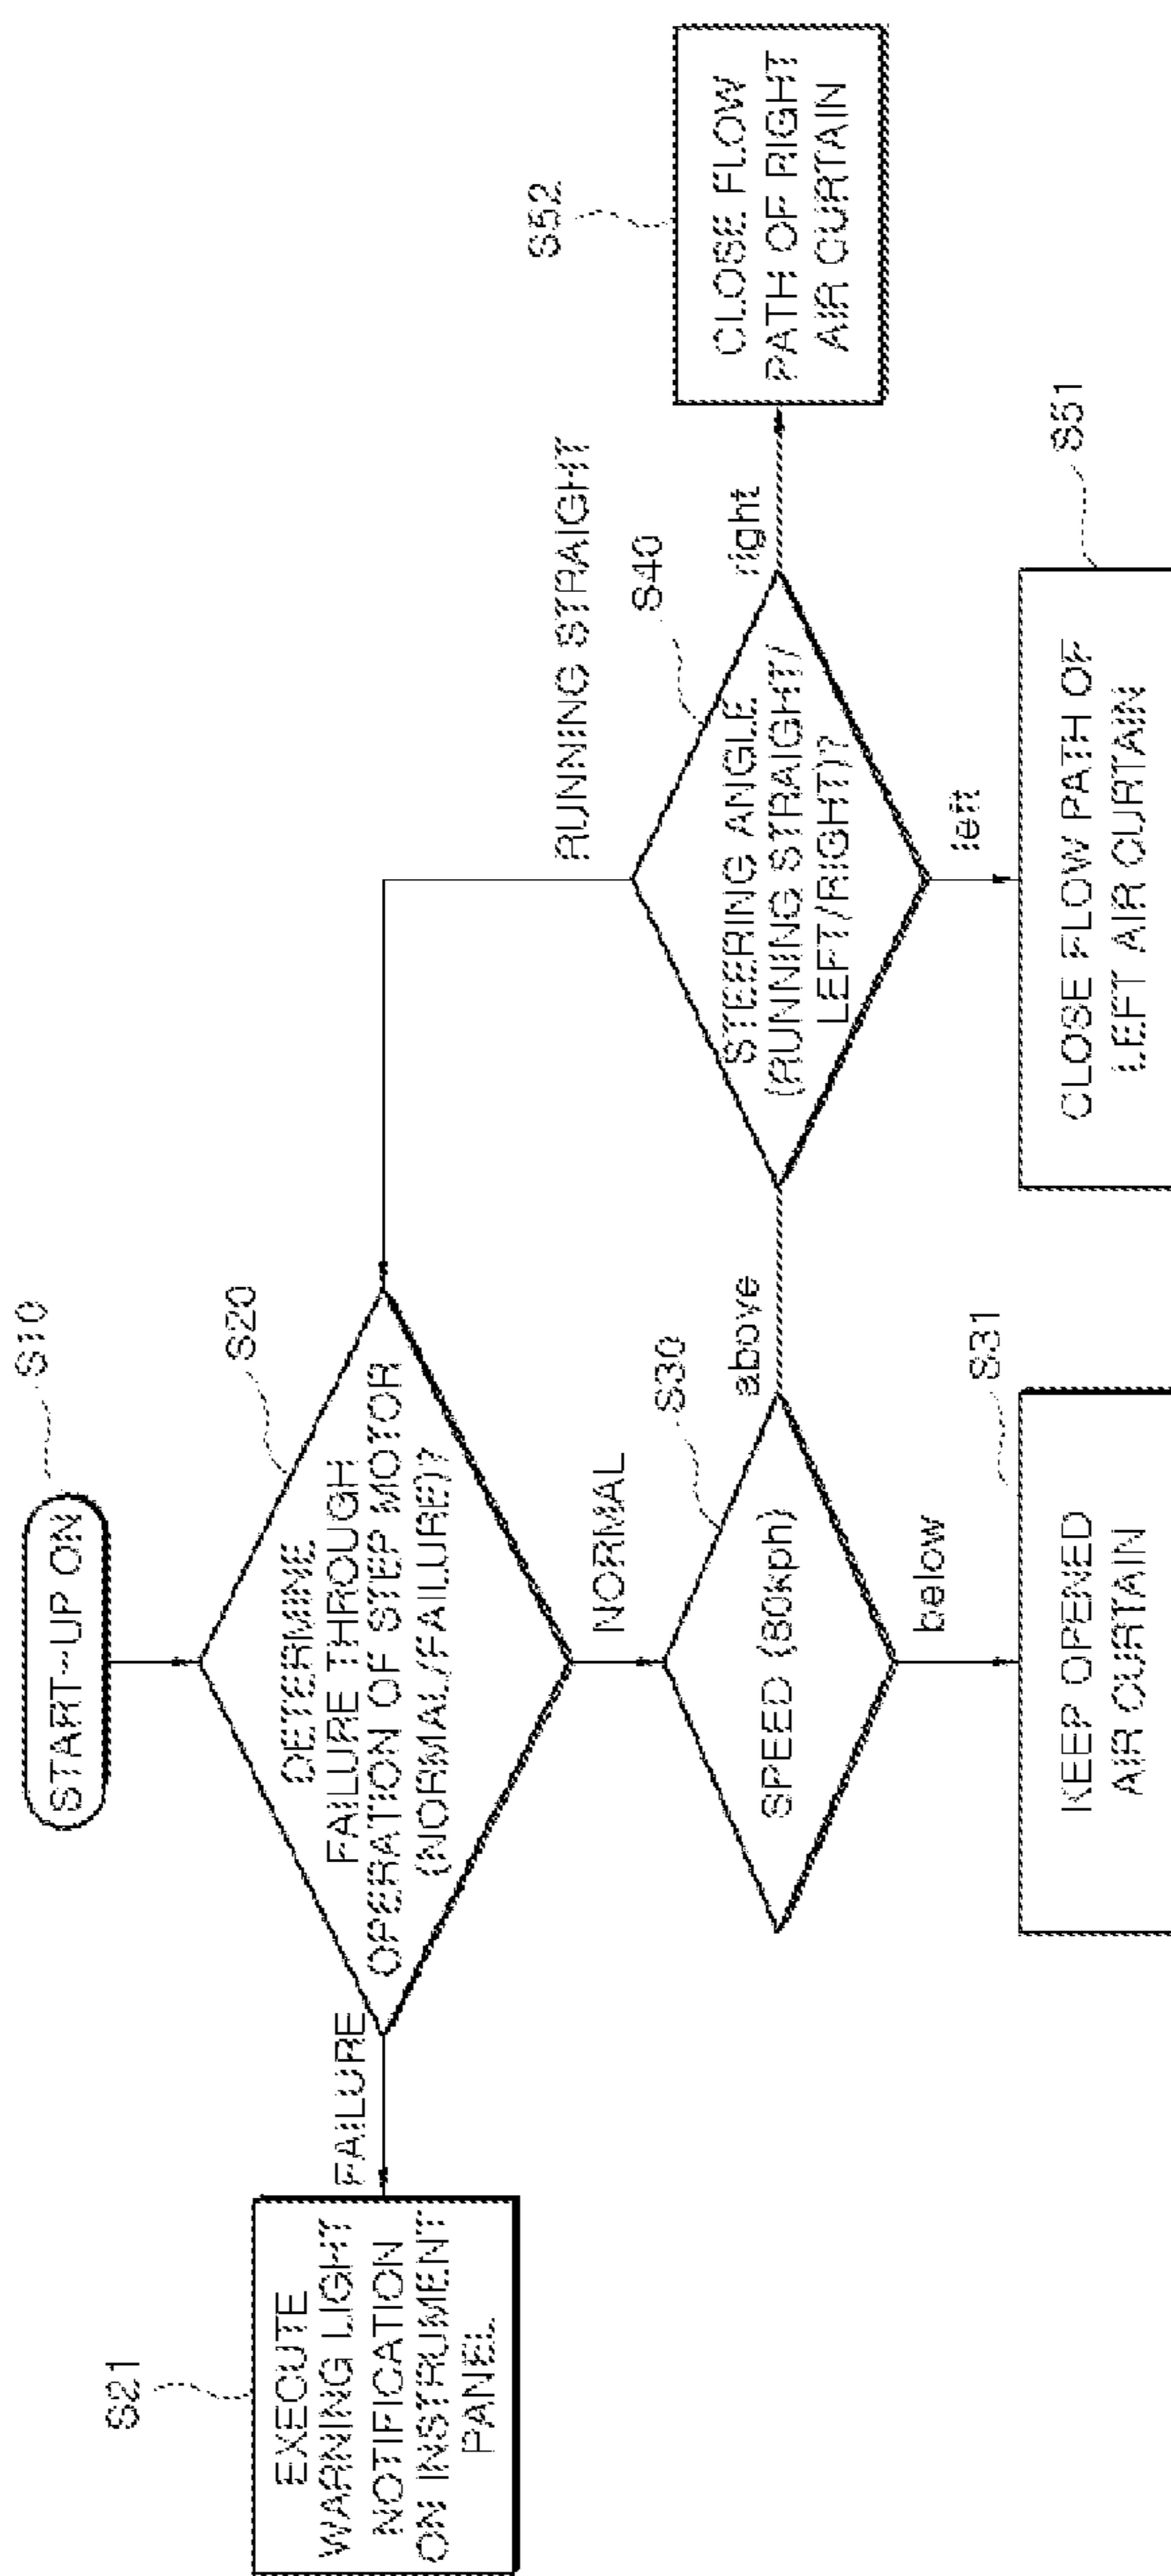 START-UP ON
S10
DETERMINE
FAILURE THROUGH
OPERATION OF STEP MOTOR
(NORMAL/FAILURE)?
S20
FAILURE
EXECUTE
WARNING LIGHT
NOTIFICATION
ON INSTRUMENT
PANEL
S21
NORMAL
SPEED (80kph)
S30
above
below
KEEP OPENED
AIR CURTAIN
S31
RUNNING STRAIGHT
STEERING ANGLE
(RUNNING STRAIGHT/
LEFT/RIGHT)?
S40
right
left
CLOSE FLOW
PATH OF RIGHT
AIR CURTAIN
S52
CLOSE FLOW PATH OF
LEFT AIR CURTAIN
S51